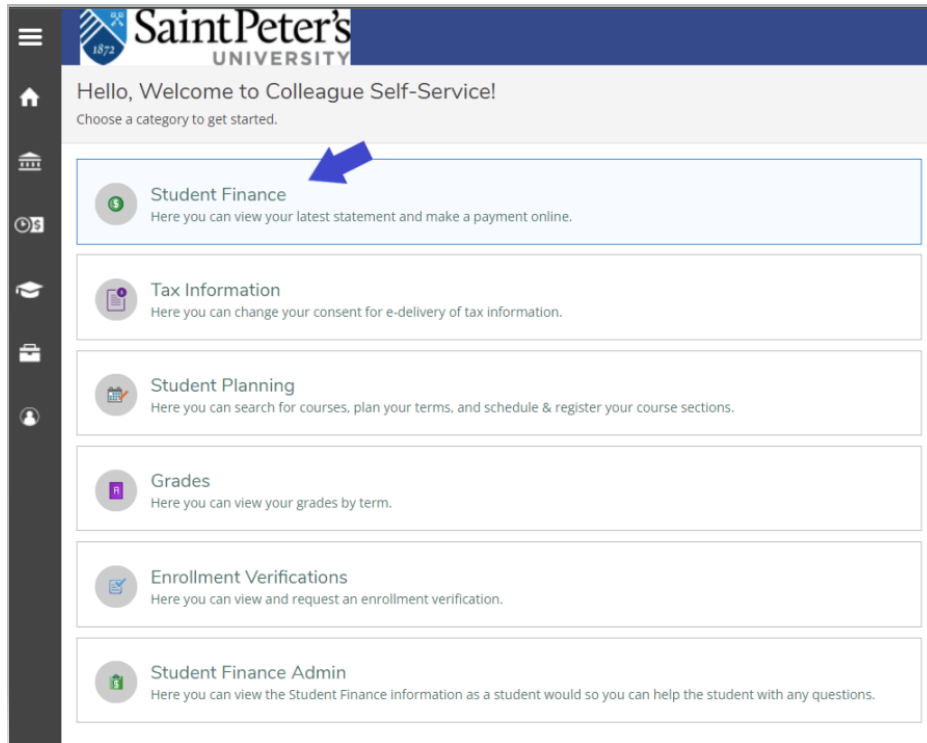 Saint Peter's
1872
UNIVERSITY
Hello, Welcome to Colleague Self-Service!
Choose a category to get started.
Student Finance
Here you can view your latest statement and make a payment online.
Tax Information
Here you can change your consent for e-delivery of tax information.
Student Planning
Here you can search for courses, plan your terms, and schedule & register your course sections.
Grades
Here you can view your grades by term.
Enrollment Verifications
Here you can view and request an enrollment verification.
Student Finance Admin
Here you can view the Student Finance information as a student would so you can help the student with any questions.